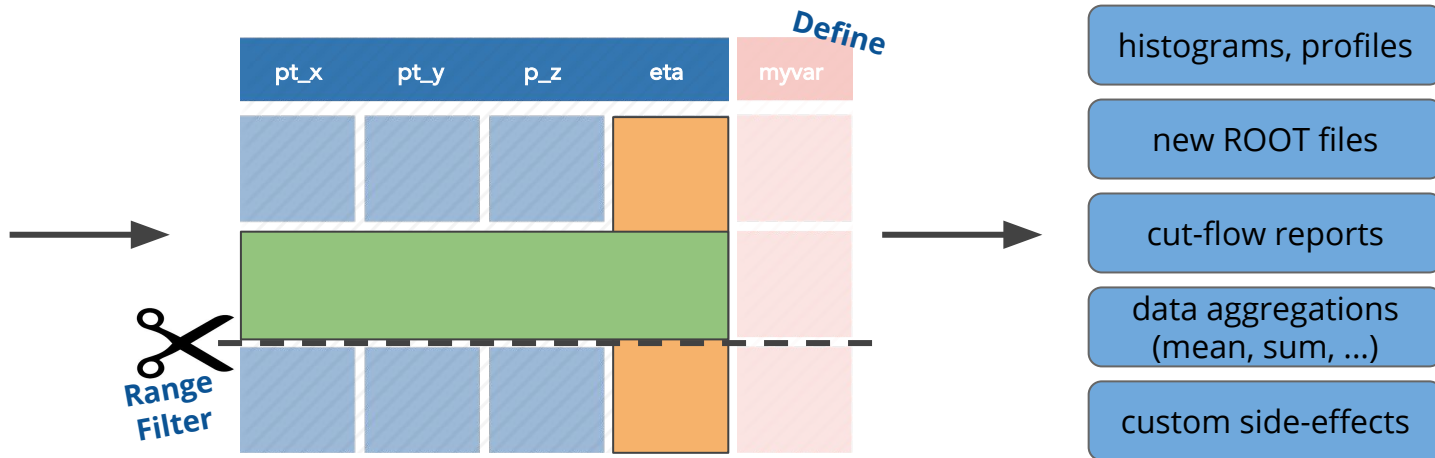 Define
pt_x pt_y p_z eta myvar
Range
Filter
histograms, profiles
new ROOT files
cut-flow reports
data aggregations
(mean, sum, ...)
custom side-effects